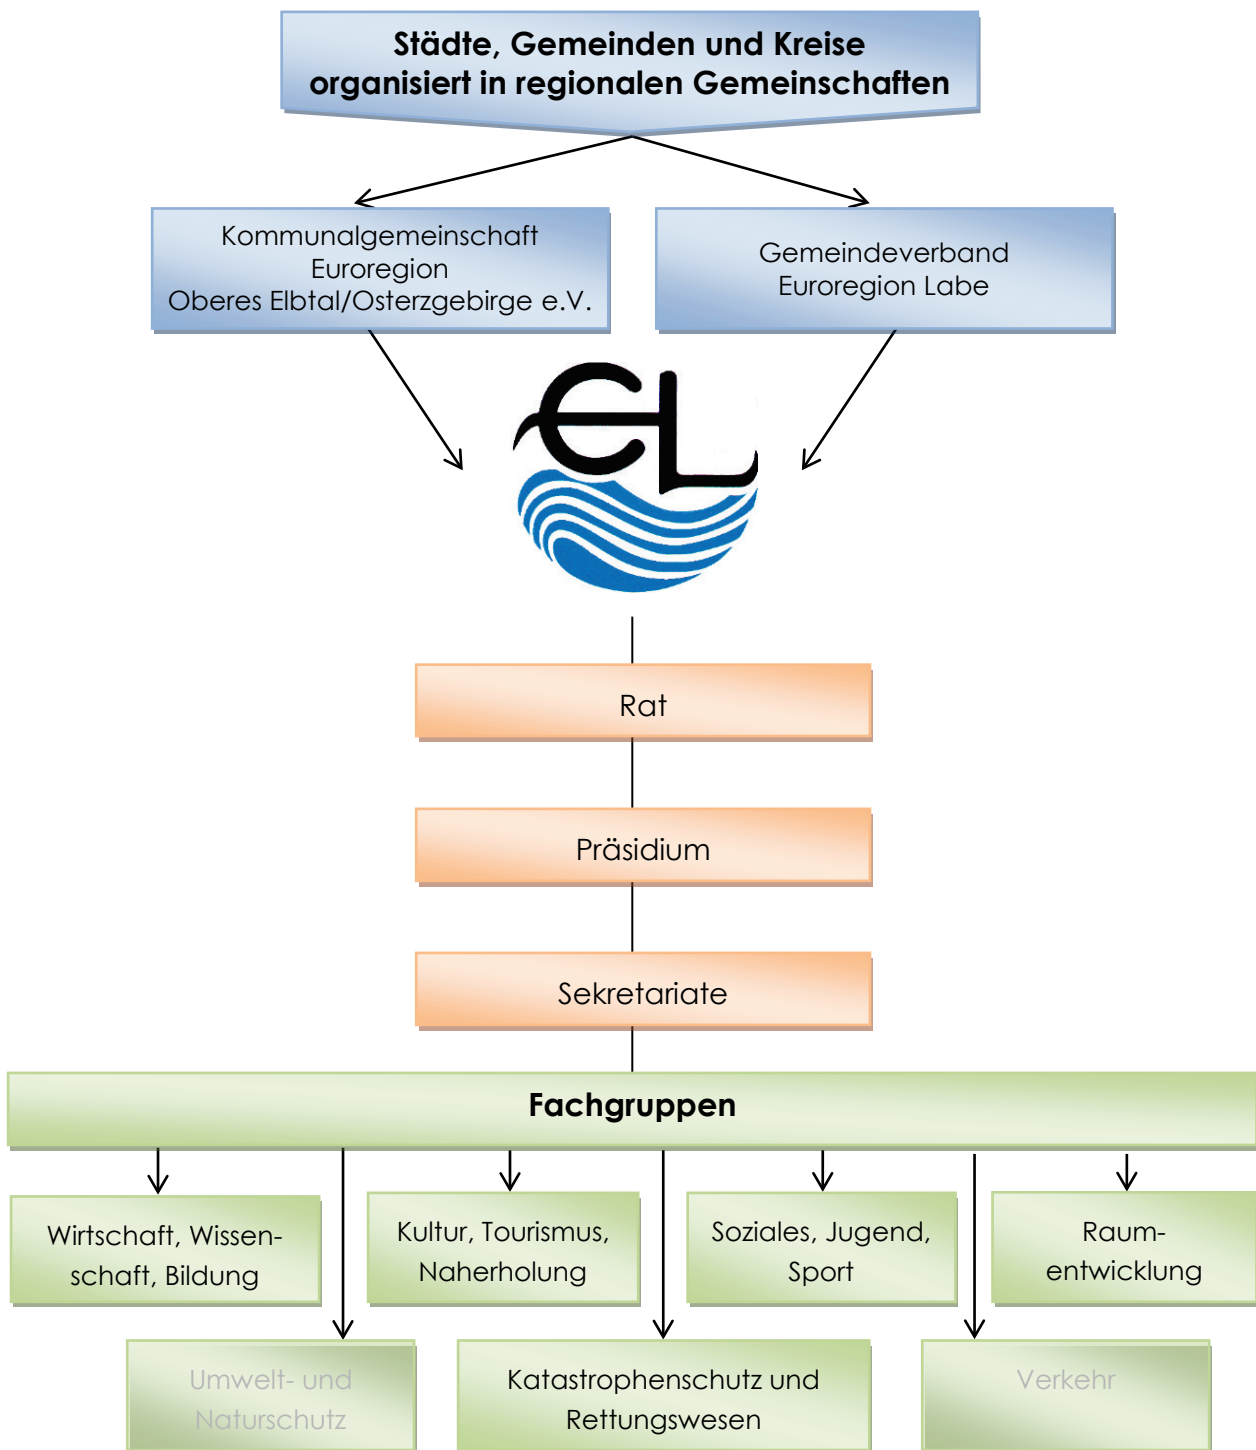 Städte, Gemeinden und Kreise
organisiert in regionalen Gemeinschaften
Kommunalgemeinschaft
Euroregion
Oberes Elbtal/Osterzgebirge e.V.
Gemeindeverband
Euroregion Labe
EL
Rat
Präsidium
Sekretariate
Fachgruppen
Wirtschaft, Wissen-
schaft, Bildung
Kultur, Tourismus,
Naherholung
Soziales, Jugend,
Sport
Raum-
entwicklung
Umwelt- und
Naturschutz
Katastrophenschutz und
Rettungswesen
Verkehr